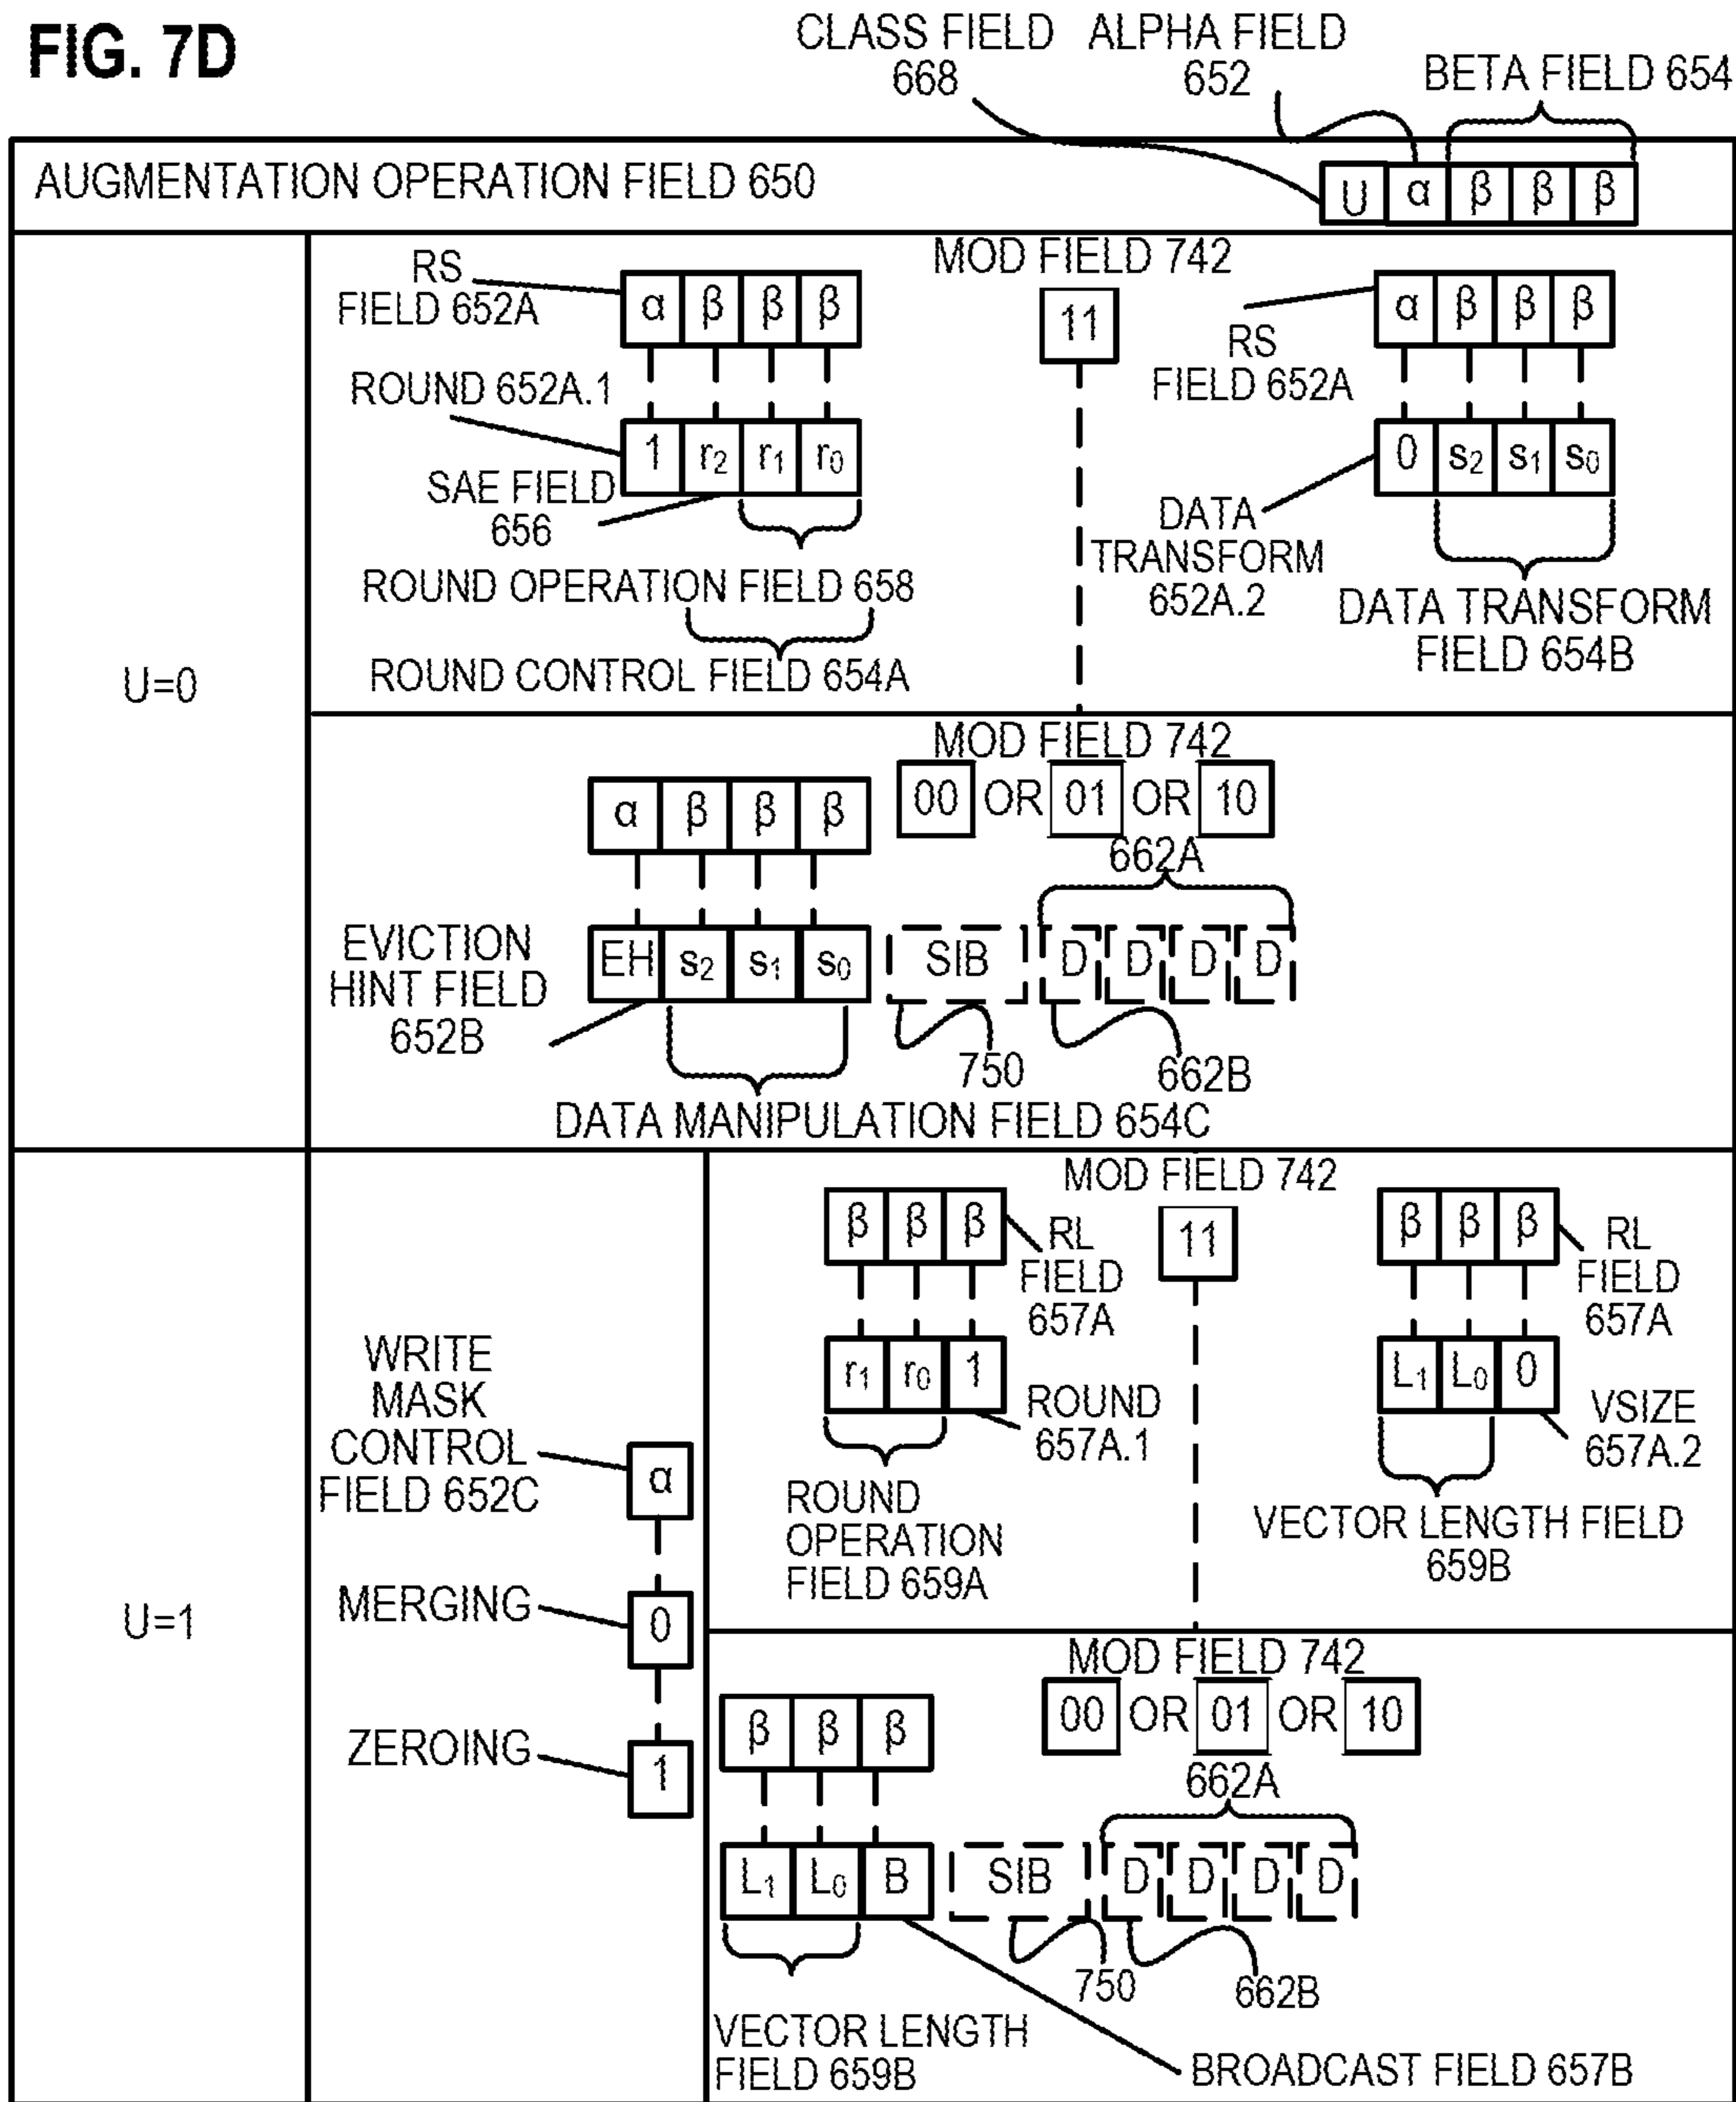 FIG. 7D
CLASS FIELD
668
ALPHA FIELD
652
BETA FIELD 654
AUGMENTATION OPERATION FIELD 650
U α β β β
U=0
MOD FIELD 742
11
RS
FIELD 652A
α β β β
ROUND 652A.1
1 r2 r1 r0
SAE FIELD
656
ROUND OPERATION FIELD 658
ROUND CONTROL FIELD 654A
α β β β
RS
FIELD 652A
0 s2 s1 s0
DATA
TRANSFORM
652A.2
DATA TRANSFORM
FIELD 654B
MOD FIELD 742
00 OR 01 OR 10
α β β β
662A
EVICTION
HINT FIELD
652B
EH s2 s1 s0 SIB D D D D
750
662B
DATA MANIPULATION FIELD 654C
U=1
WRITE
MASK
CONTROL
FIELD 652C
α
MERGING
0
ZEROING
1
MOD FIELD 742
11
β β β
RL
FIELD
657A
r1 r0 1
ROUND
657A.1
ROUND
OPERATION
FIELD 659A
β β β
RL
FIELD
657A
L1 L0 0
VSIZE
657A.2
VECTOR LENGTH FIELD
659B
MOD FIELD 742
00 OR 01 OR 10
β β β
662A
L1 L0 B SIB D D D D
750
662B
VECTOR LENGTH
FIELD 659B
BROADCAST FIELD 657B